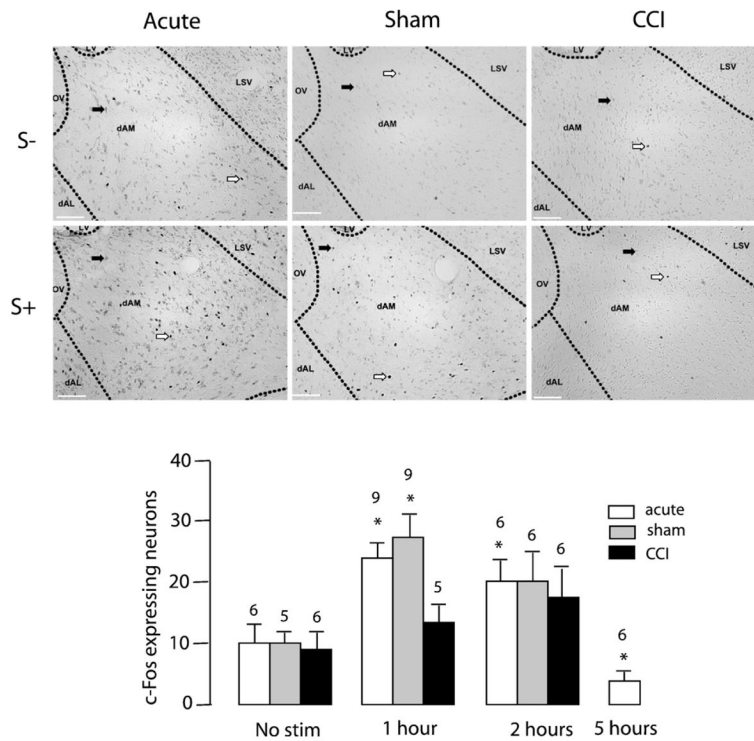 Acute Sham CCI
S-
LV LV LV
OV LSV OV LSV LSV
dAM dAM dAM
dAL dAL dAL
S+
LV LV LV
OV LSV OV LSV OV LSV
dAM dAM dAM
dAL dAL dAL
c-Fos expressing neurons
40
30
20
10
0
6 5 6
9 9 5
* *
6 6 6
*
6
*
acute
sham
CCI
No stim 1 hour 2 hours 5 hours